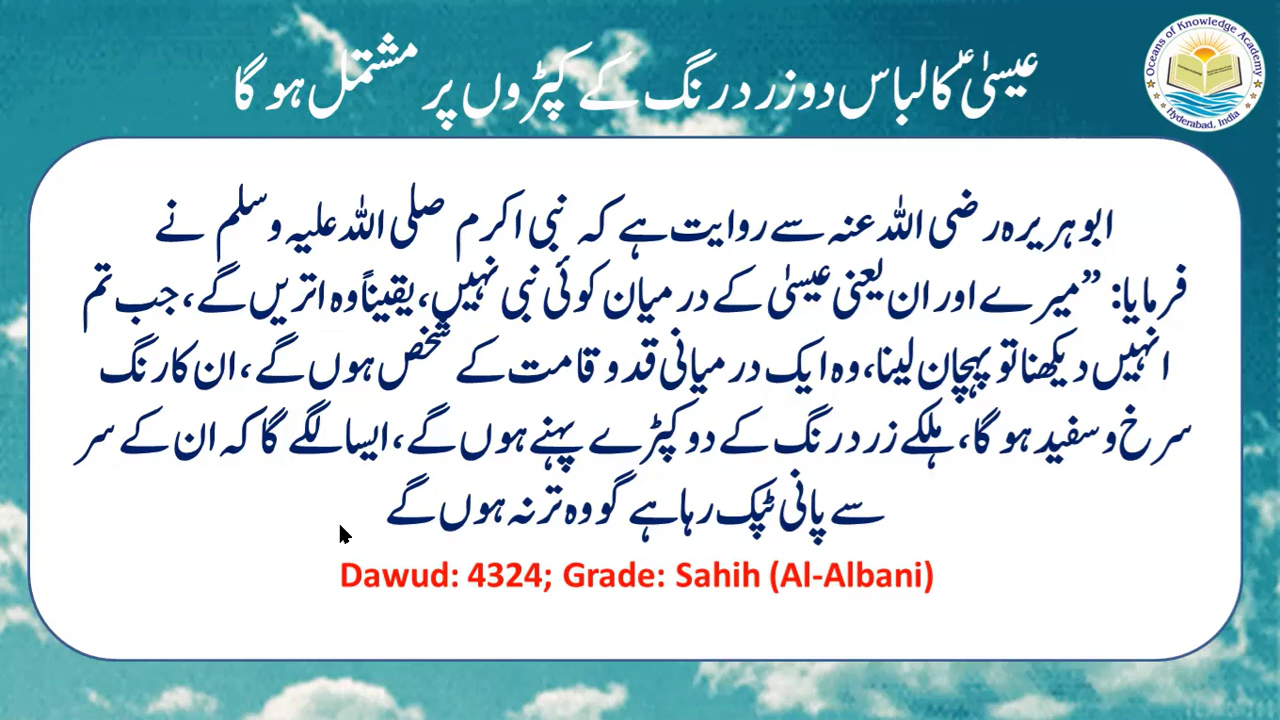 عیسیٰؑ کا لباس دو زرد رنگ کے کپڑوں پر مشتمل ہو گا
Oceans of Knowledge Academy
Hyderabad, India
ابو ہریرہ رضی اللہ عنہ سے روایت ہے کہ نبی اکرم صلی اللہ علیہ وسلم نے
فرمایا: ”میرے اور ان یعنی عیسیٰ کے درمیان کوئی نبی نہیں، یقیناً وہ اتریں گے، جب تم
انہیں دیکھنا تو پہچان لینا، وہ ایک درمیانی قد و قامت کے شخص ہوں گے، ان کا رنگ
سرخ و سفید ہو گا، ہلکے زرد رنگ کے دو کپڑے پہنے ہوں گے، ایسا لگے گا کہ ان کے سر
سے پانی ٹپک رہا ہے گو وہ تر نہ ہوں گے
Dawud: 4324; Grade: Sahih (Al-Albani)